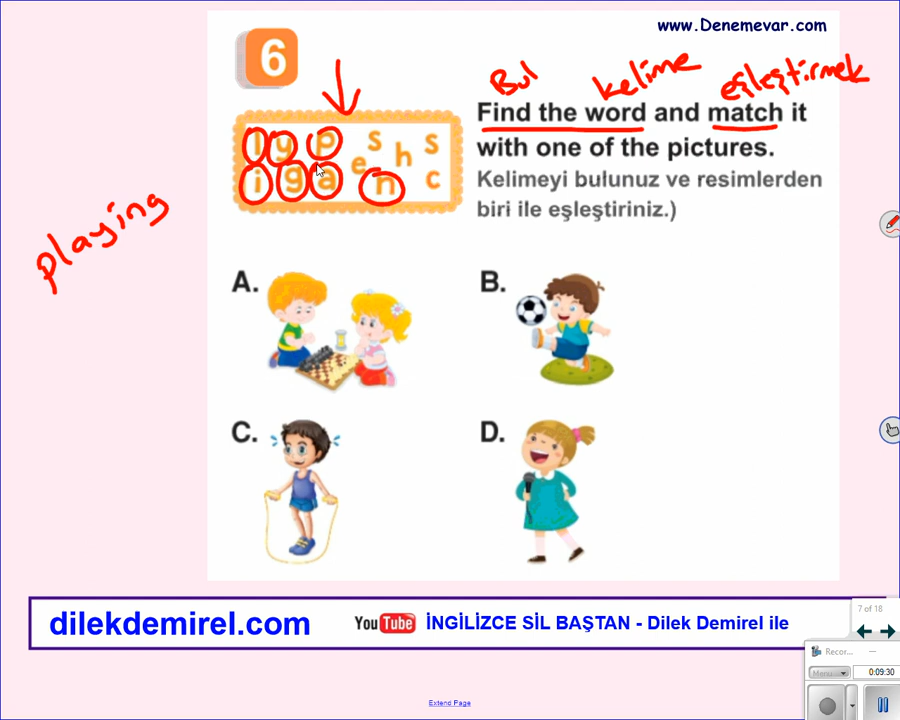 www.Denemevar.com
6
Bul kelime eşleştirmek
Find the word and match it
with one of the pictures.
Kelimeyi bulunuz ve resimlerden
biri ile eşleştiriniz.)
l y p s h s
i g a e n c
playing
A.
B.
C.
D.
dilekdemirel.com
YouTube İNGİLİZCE SİL BAŞTAN - Dilek Demirel ile
7 of 18
Recor...
Menu
0:09:30
Extend Page